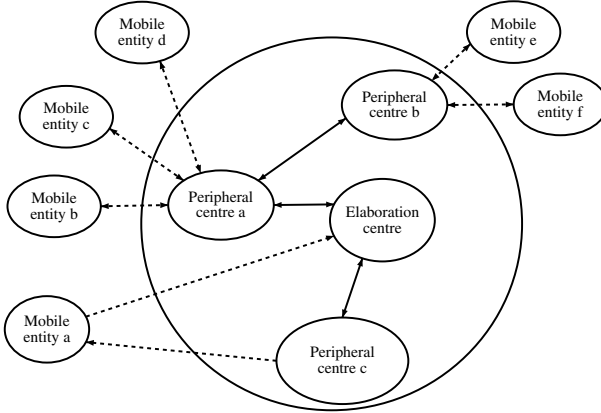 Mobile
entity d
Mobile
entity e
Mobile
entity c
Peripheral
centre b
Mobile
entity f
Mobile
entity b
Peripheral
centre a
Elaboration
centre
Mobile
entity a
Peripheral
centre c